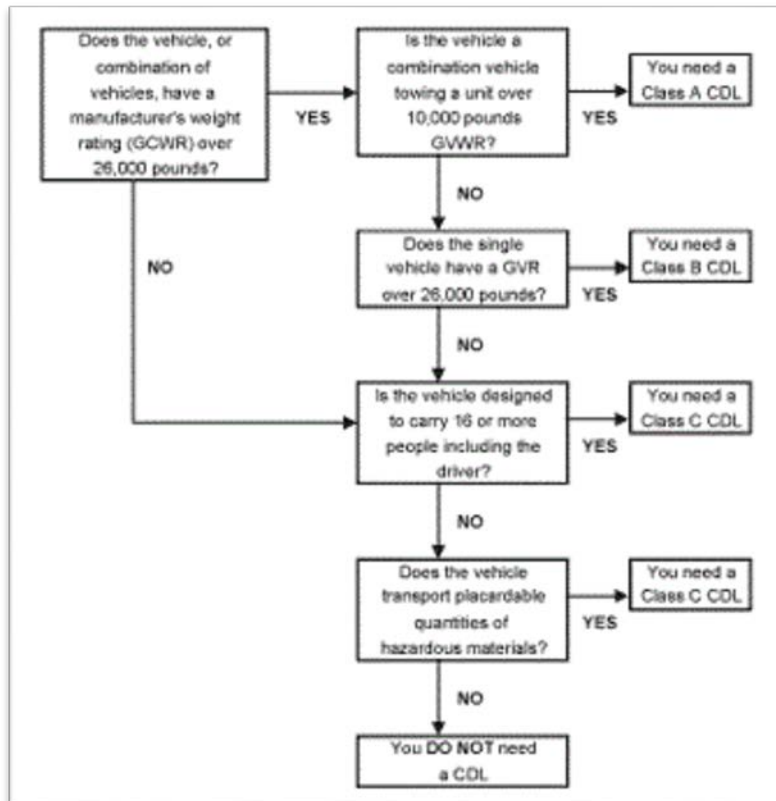 Does the vehicle, or
combination of
vehicles, have a
manufacturer's weight
rating (GCWR) over
26,000 pounds?
YES
Is the vehicle a
combination vehicle
towing a unit over
10,000 pounds
GVWR?
YES
You need a
Class A CDL
NO
NO
Does the single
vehicle have a GVR
over 26,000 pounds?
YES
You need a
Class B CDL
NO
Is the vehicle designed
to carry 16 or more
people including the
driver?
YES
You need a
Class C CDL
NO
Does the vehicle
transport placardable
quantities of
hazardous materials?
YES
You need a
Class C CDL
NO
You DO NOT need
a CDL